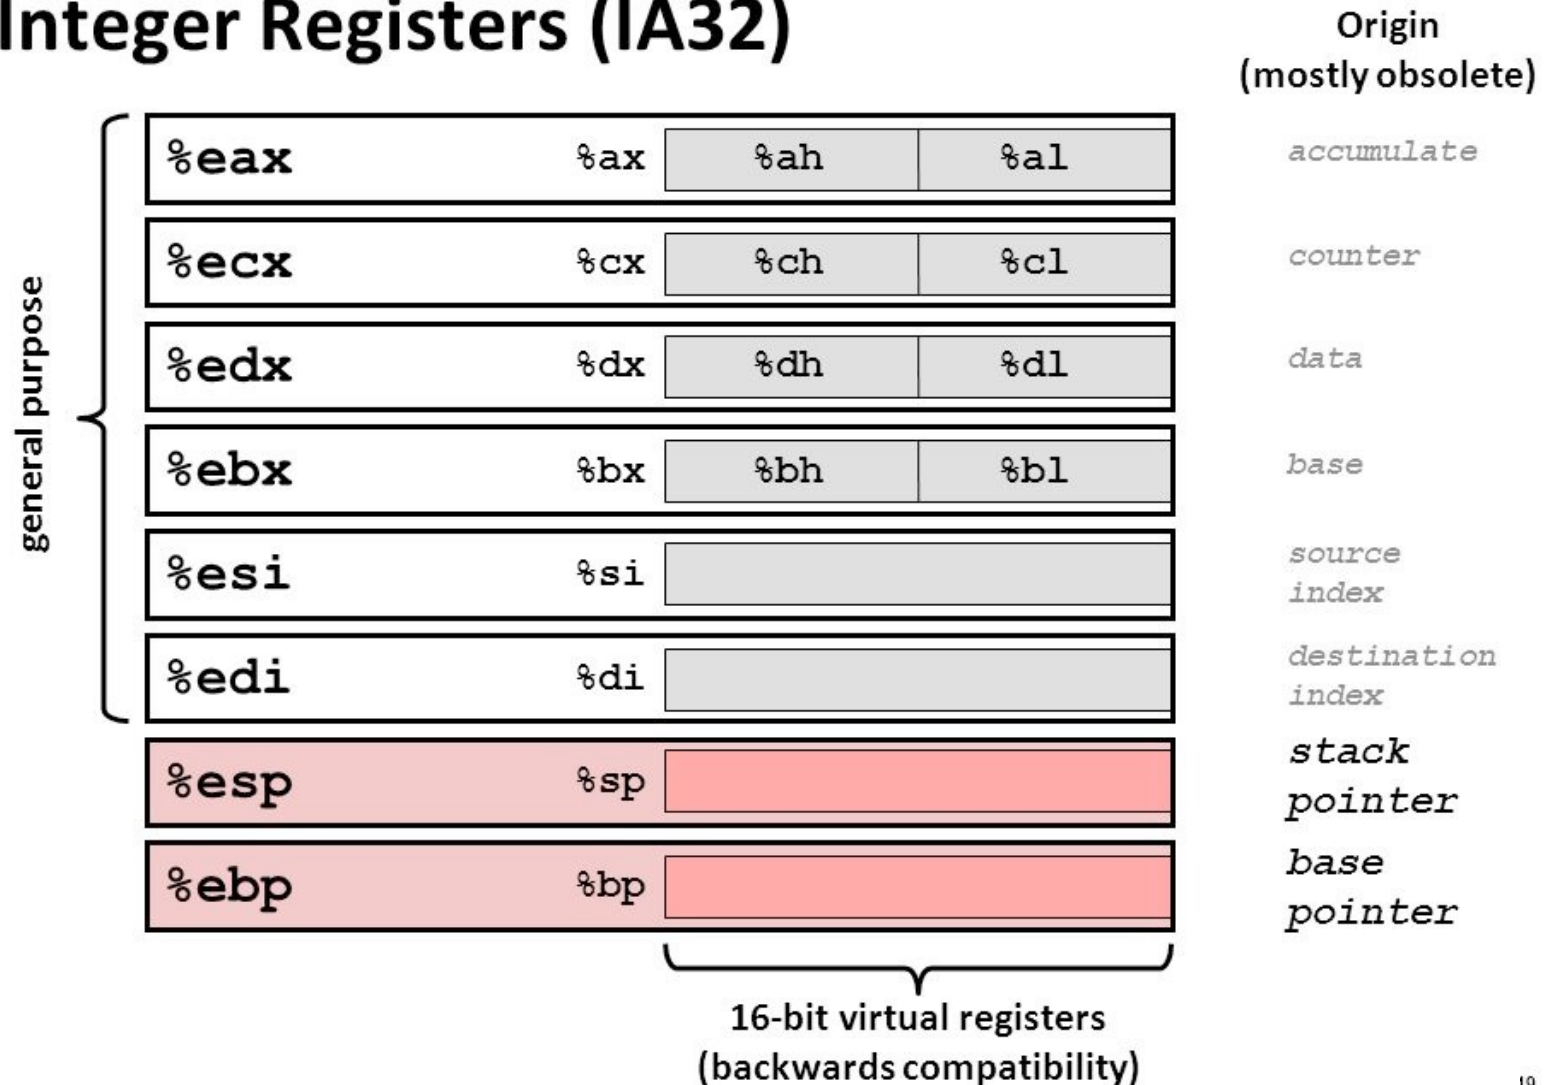 Integer Registers (IA32)
Origin
(mostly obsolete)
general purpose
%eax %ax %ah %al accumulate
%ecx %cx %ch %cl counter
%edx %dx %dh %dl data
%ebx %bx %bh %bl base
%esi %si source
index
%edi %di destination
index
%esp %sp stack
pointer
%ebp %bp base
pointer
16-bit virtual registers
(backwards compatibility)